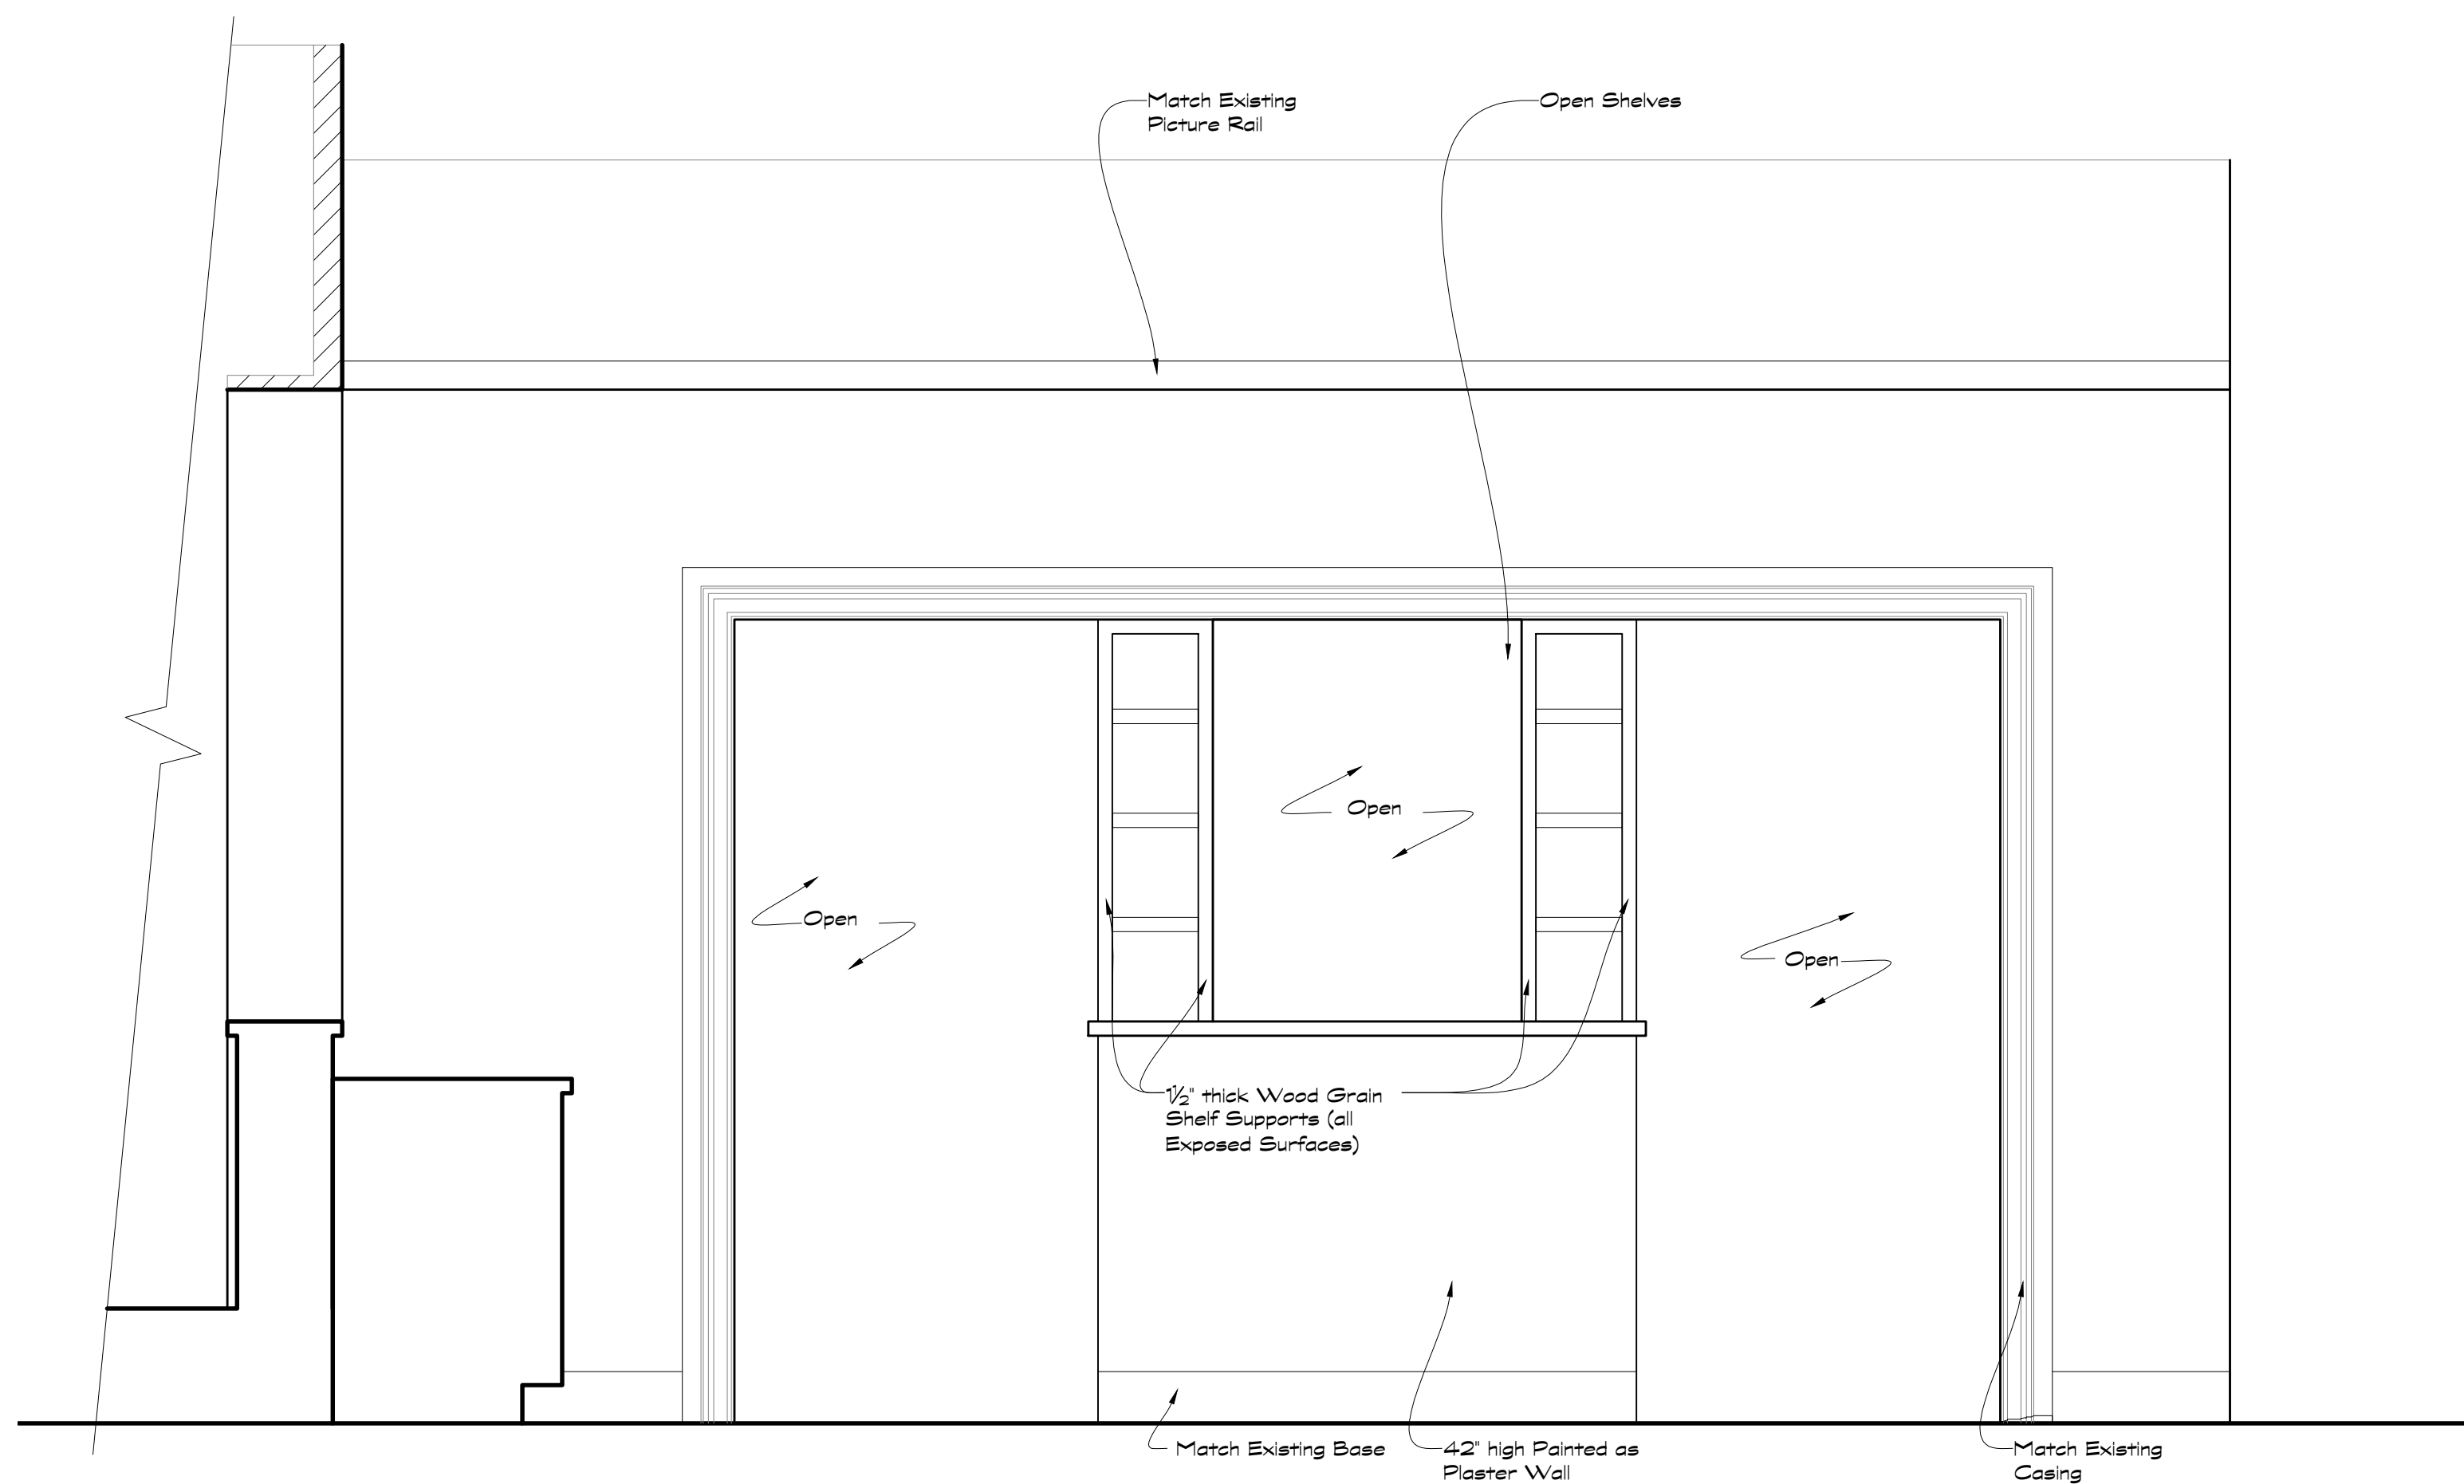 Match Existing
Picture Rail
Open Shelves
Open
Open
Open
1½" thick Wood Grain
Shelf Supports (all
Exposed Surfaces)
Match Existing Base
42" high Painted as
Plaster Wall
Match Existing
Casing